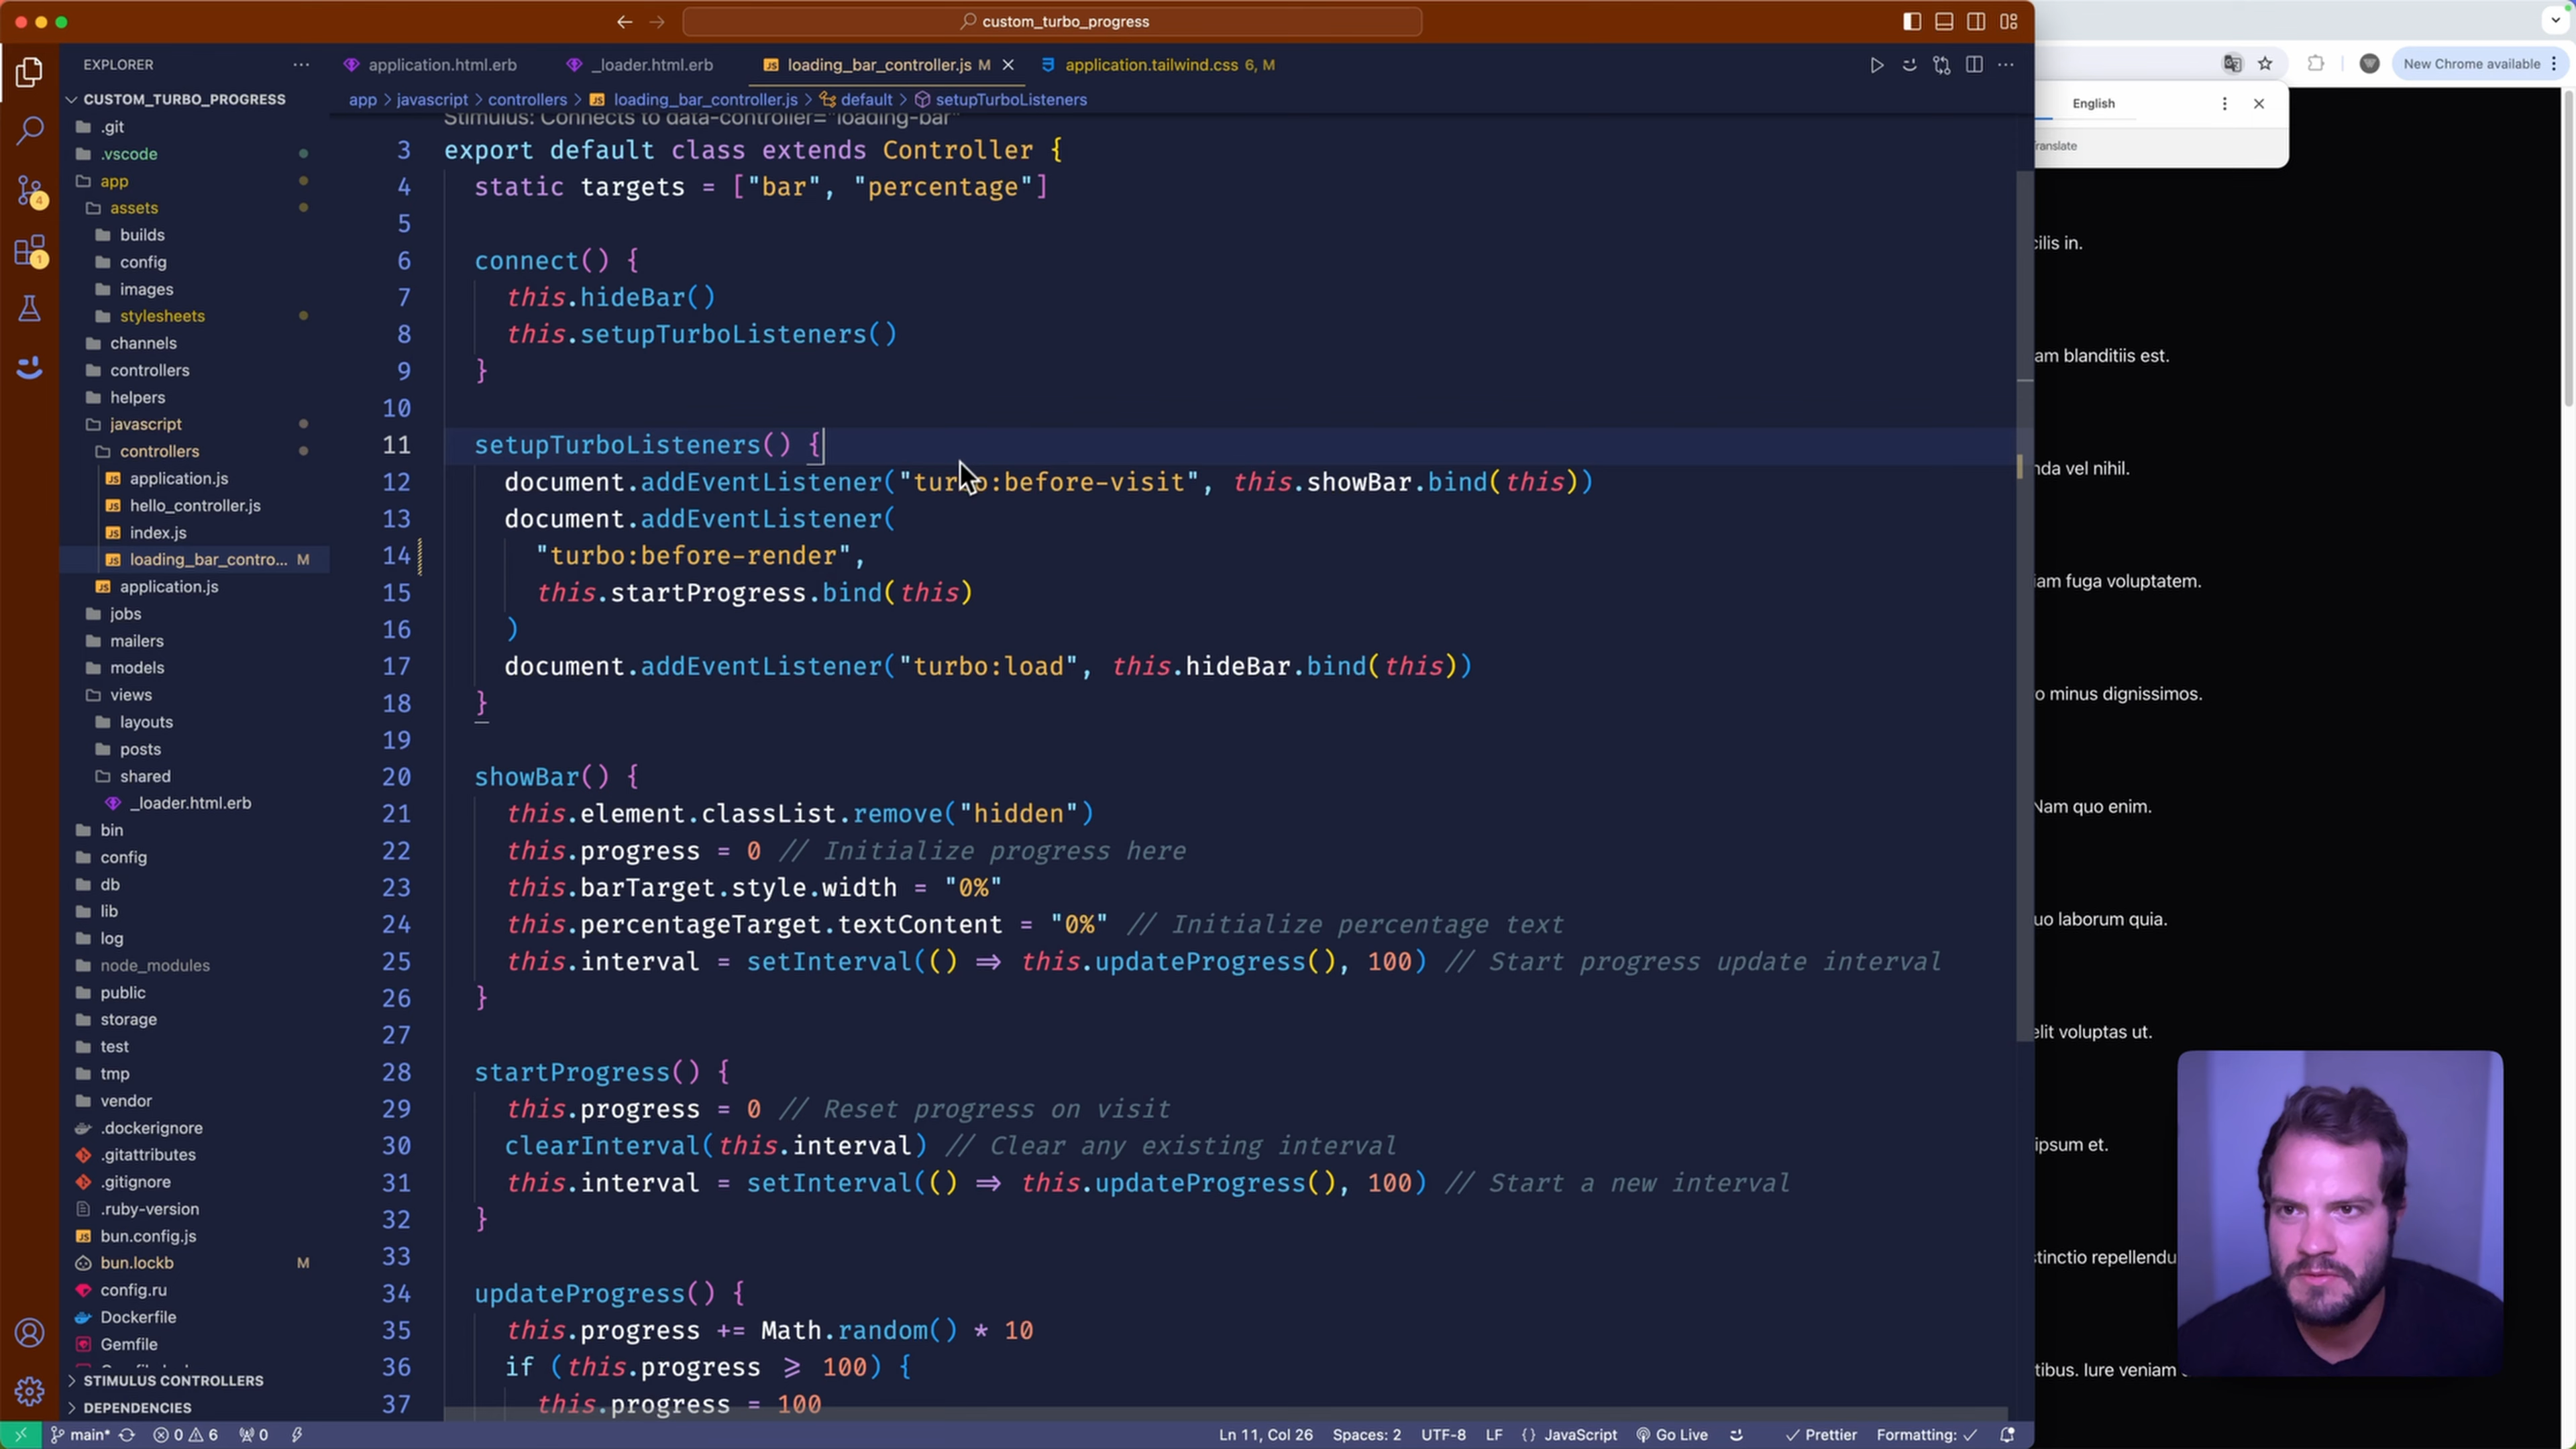 custom_turbo_progress
New Chrome available
EXPLORER
application.html.erb
_loader.html.erb
loading_bar_controller.js M
application.tailwind.css 6, M
CUSTOM_TURBO_PROGRESS
app > javascript > controllers > loading_bar_controller.js > default > setupTurboListeners
English
Translate
.git
.vscode
app
assets
builds
config
images
stylesheets
channels
controllers
helpers
javascript
controllers
application.js
hello_controller.js
index.js
loading_bar_contro... M
application.js
jobs
mailers
models
views
layouts
posts
shared
_loader.html.erb
bin
config
db
lib
log
node_modules
public
storage
test
tmp
vendor
.dockerignore
.gitattributes
.gitignore
.ruby-version
bun.config.js
bun.lockb M
config.ru
Dockerfile
Gemfile
STIMULUS CONTROLLERS
DEPENDENCIES
4
1
Stimulus: Connects to data-controller="loading-bar"
3 export default class extends Controller {
4 static targets = ["bar", "percentage"]
5
6 connect() {
7 this.hideBar()
8 this.setupTurboListeners()
9 }
10
11 setupTurboListeners() {
12 document.addEventListener("turbo:before-visit", this.showBar.bind(this))
13 document.addEventListener(
14 "turbo:before-render",
15 this.startProgress.bind(this)
16 )
17 document.addEventListener("turbo:load", this.hideBar.bind(this))
18 }
19
20 showBar() {
21 this.element.classList.remove("hidden")
22 this.progress = 0 // Initialize progress here
23 this.barTarget.style.width = "0%"
24 this.percentageTarget.textContent = "0%" // Initialize percentage text
25 this.interval = setInterval(() => this.updateProgress(), 100) // Start progress update interval
26 }
27
28 startProgress() {
29 this.progress = 0 // Reset progress on visit
30 clearInterval(this.interval) // Clear any existing interval
31 this.interval = setInterval(() => this.updateProgress(), 100) // Start a new interval
32 }
33
34 updateProgress() {
35 this.progress += Math.random() * 10
36 if (this.progress >= 100) {
37 this.progress = 100
cilis in.
am blanditiis est.
nda vel nihil.
iam fuga voluptatem.
o minus dignissimos.
Nam quo enim.
uo laborum quia.
elit voluptas ut.
ipsum et.
stinctio repellendu
tibus. Iure veniam
main* 0 6 0
Ln 11, Col 26 Spaces: 2 UTF-8 LF {} JavaScript Go Live Prettier Formatting: